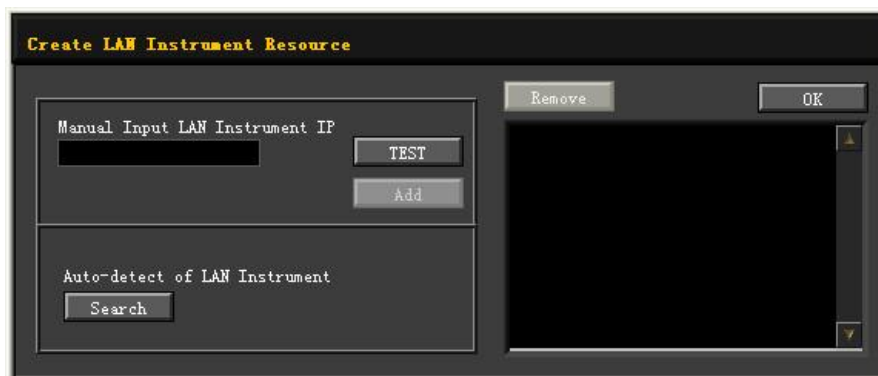 Create LAN Instrument Resource
Remove
OK
Manual Input LAN Instrument IP
TEST
Add
Auto-detect of LAN Instrument
Search